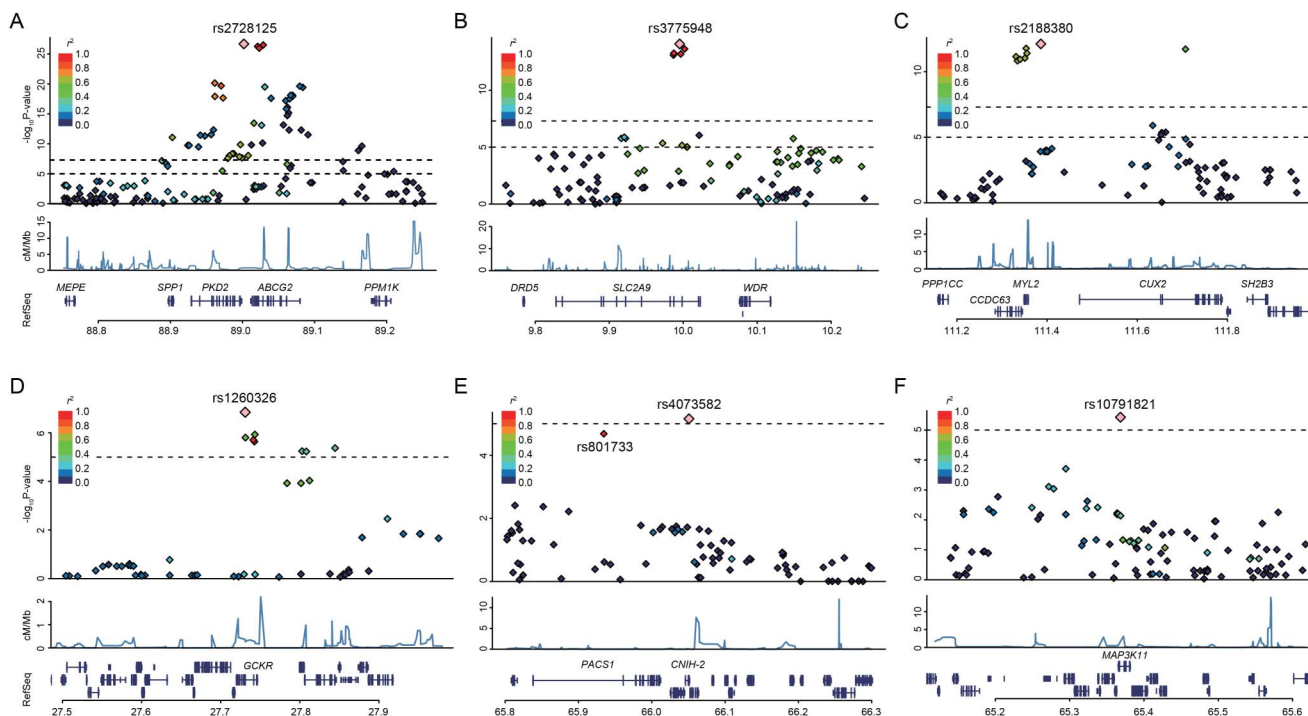 A
rs2728125
r²
1.0
0.8
0.6
0.4
0.2
0.0
25
20
15
10
5
0
-log₁₀P-value
15
10
5
0
cM/Mb
MEPE SPP1 PKD2 ABCG2 PPM1K
RefSeq
88.8 88.9 89.0 89.1 89.2
B
rs3775948
r²
1.0
0.8
0.6
0.4
0.2
0.0
10
5
0
20
10
0
DRD5 SLC2A9 WDR
9.8 9.9 10.0 10.1 10.2
C
rs2188380
r²
1.0
0.8
0.6
0.4
0.2
0.0
10
5
0
10
5
0
PPP1CC MYL2 CUX2 SH2B3
CCDC63
111.2 111.4 111.6 111.8
D
rs1260326
r²
1.0
0.8
0.6
0.4
0.2
0.0
6
4
2
0
-log₁₀P-value
2
1
0
cM/Mb
GCKR
RefSeq
27.5 27.6 27.7 27.8 27.9
E
rs4073582
r²
1.0
0.8
0.6
0.4
0.2
0.0
rs801733
4
2
0
10
5
0
PACS1 CNIH-2
65.8 65.9 66.0 66.1 66.2 66.3
F
rs10791821
r²
1.0
0.8
0.6
0.4
0.2
0.0
5
4
3
2
1
0
10
5
0
MAP3K11
65.2 65.3 65.4 65.5 65.6